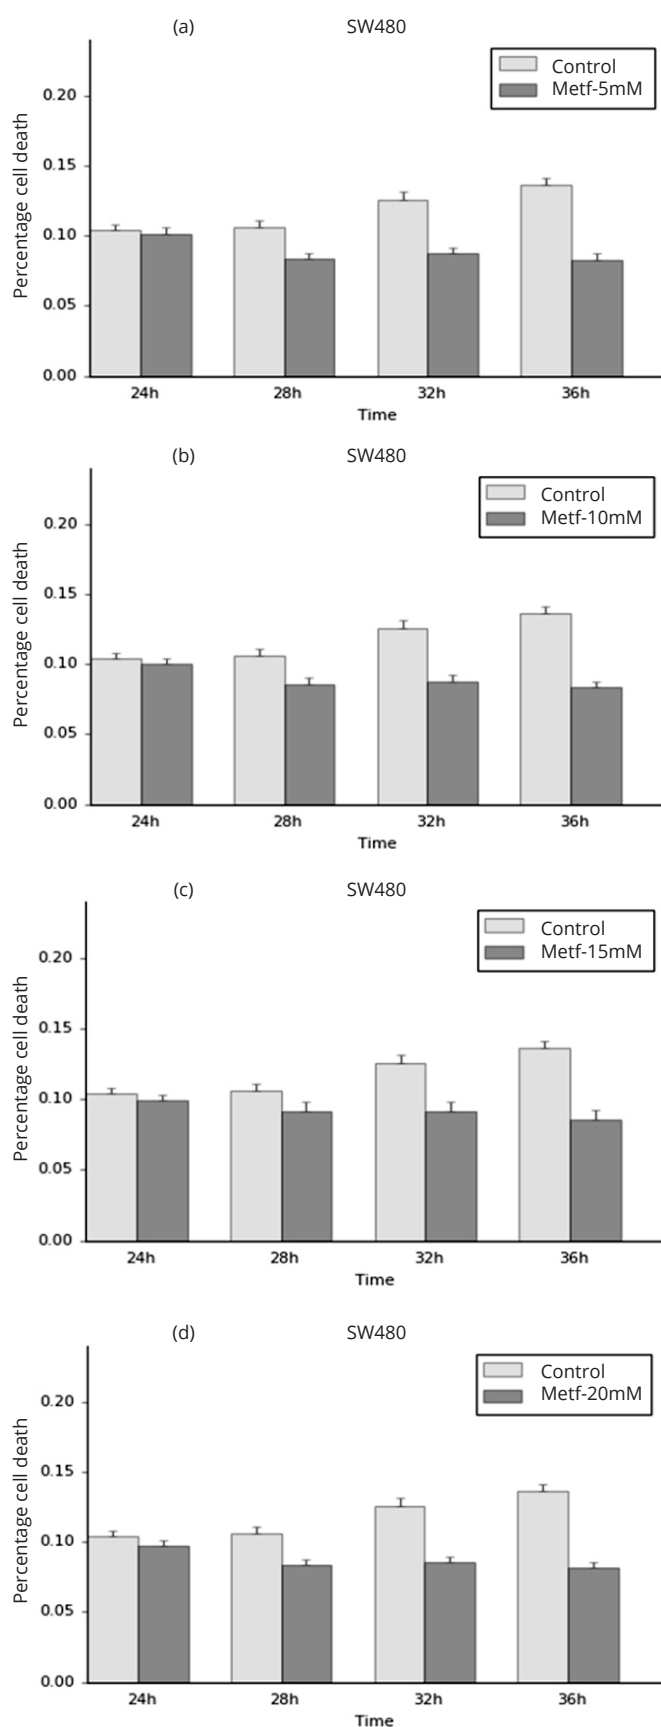 (a) SW480
Control
Metf-5mM
Percentage cell death
0.20
0.15
0.10
0.05
0.00
24h 28h 32h 36h
Time
(b) SW480
Control
Metf-10mM
Percentage cell death
0.20
0.15
0.10
0.05
0.00
24h 28h 32h 36h
Time
(c) SW480
Control
Metf-15mM
Percentage cell death
0.20
0.15
0.10
0.05
0.00
24h 28h 32h 36h
Time
(d) SW480
Control
Metf-20mM
Percentage cell death
0.20
0.15
0.10
0.05
0.00
24h 28h 32h 36h
Time